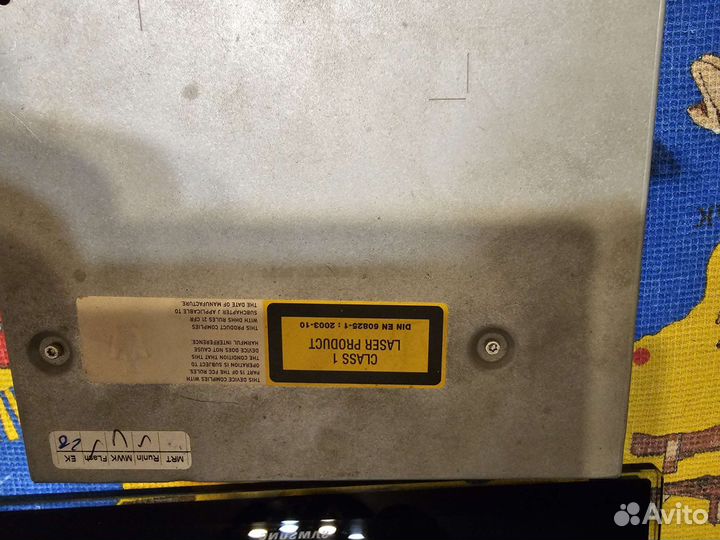 THIS DEVICE COMPLIES WITH
PART 15 OF THE FCC RULES.
OPERATION IS SUBJECT TO
THE CONDITION THAT THIS
DEVICE DOES NOT CAUSE
HARMFUL INTERFERENCE.
THIS PRODUCT COMPLIES
WITH DHHS RULES 21 CFR
SUBCHAPTER J APPLICABLE TO
THE DATE OF MANUFACTURE.
CLASS 1
LASER PRODUCT
DIN EN 60825-1 : 2003-10
MRT Runin MWK Flash EK
28
SAMSUNG
Avito